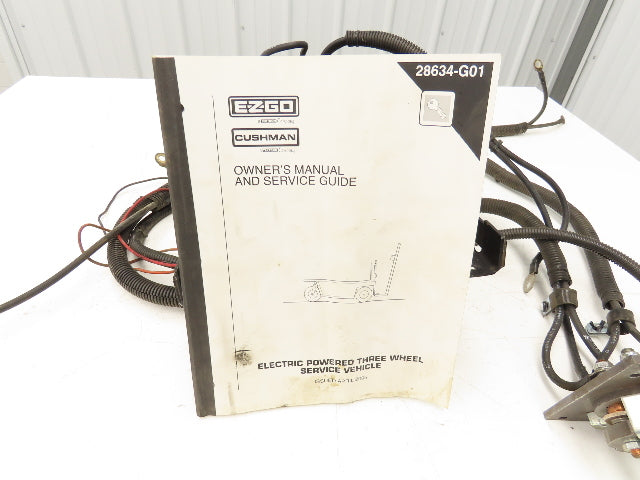 28634-G01
EZGO
CUSHMAN
OWNER'S MANUAL
AND SERVICE GUIDE
ELECTRIC POWERED THREE WHEEL
SERVICE VEHICLE